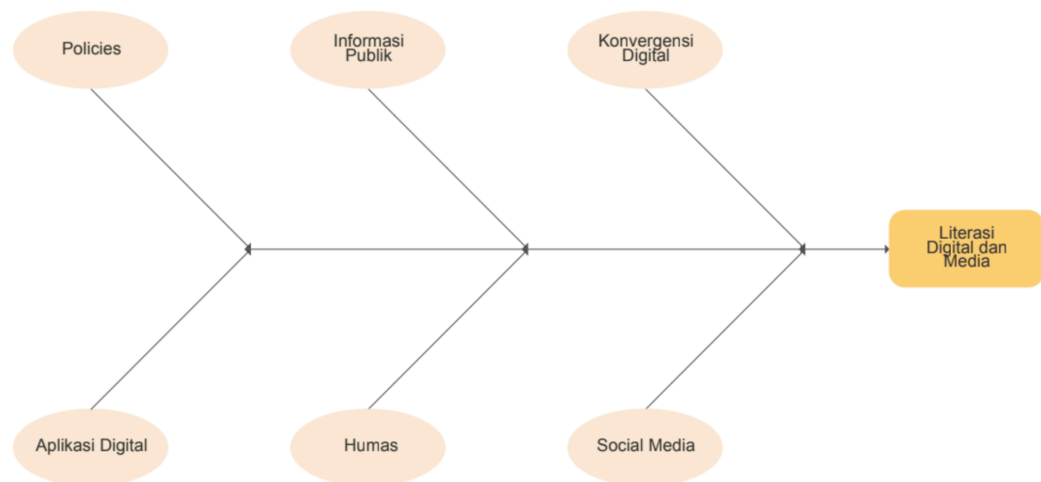 Policies
Informasi
Publik
Konvergensi
Digital
Literasi
Digital dan
Media
Aplikasi Digital
Humas
Social Media